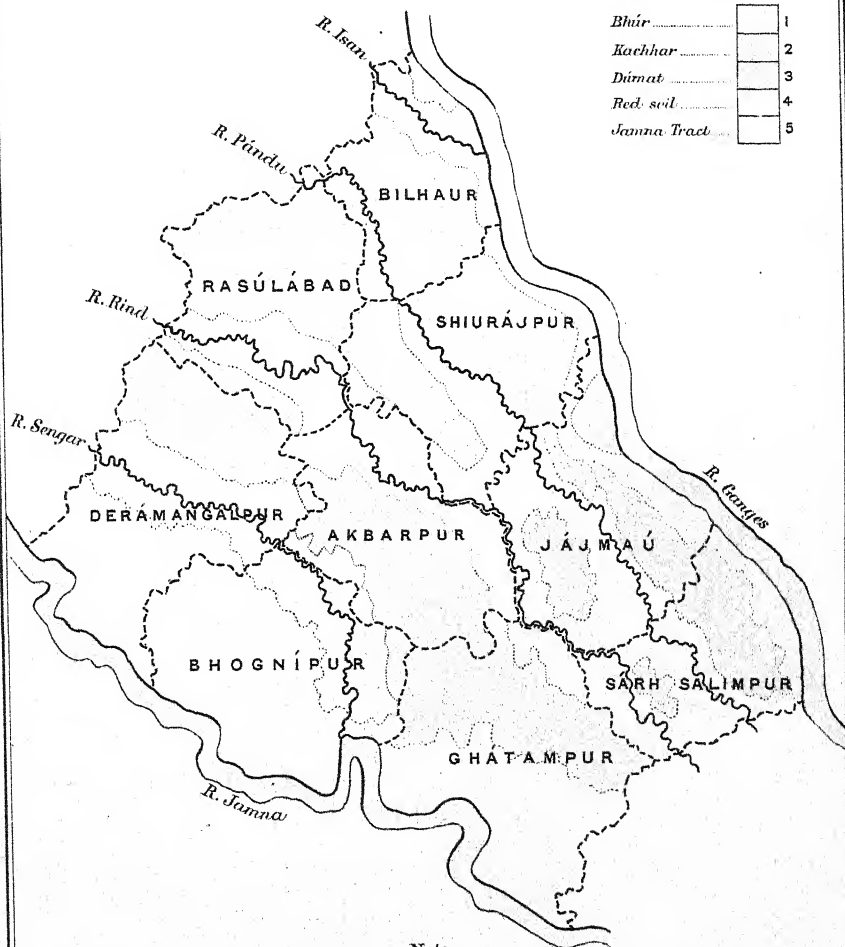 Bhúr 1
Kachhar 2
Dúmat 3
Red soil 4
Jamna Tract 5
R. Isan
R. Pándu
BILHAUR
RASÚLÁBAD
R. Rind
SHIURÁJPUR
R. Sengar
R. Ganges
DERÁMANGALPUR
AKBARPUR
JÁJMAÚ
BHOGNÍPUR
SARH SALIMPUR
GHÁTAMPUR
R. Jamna